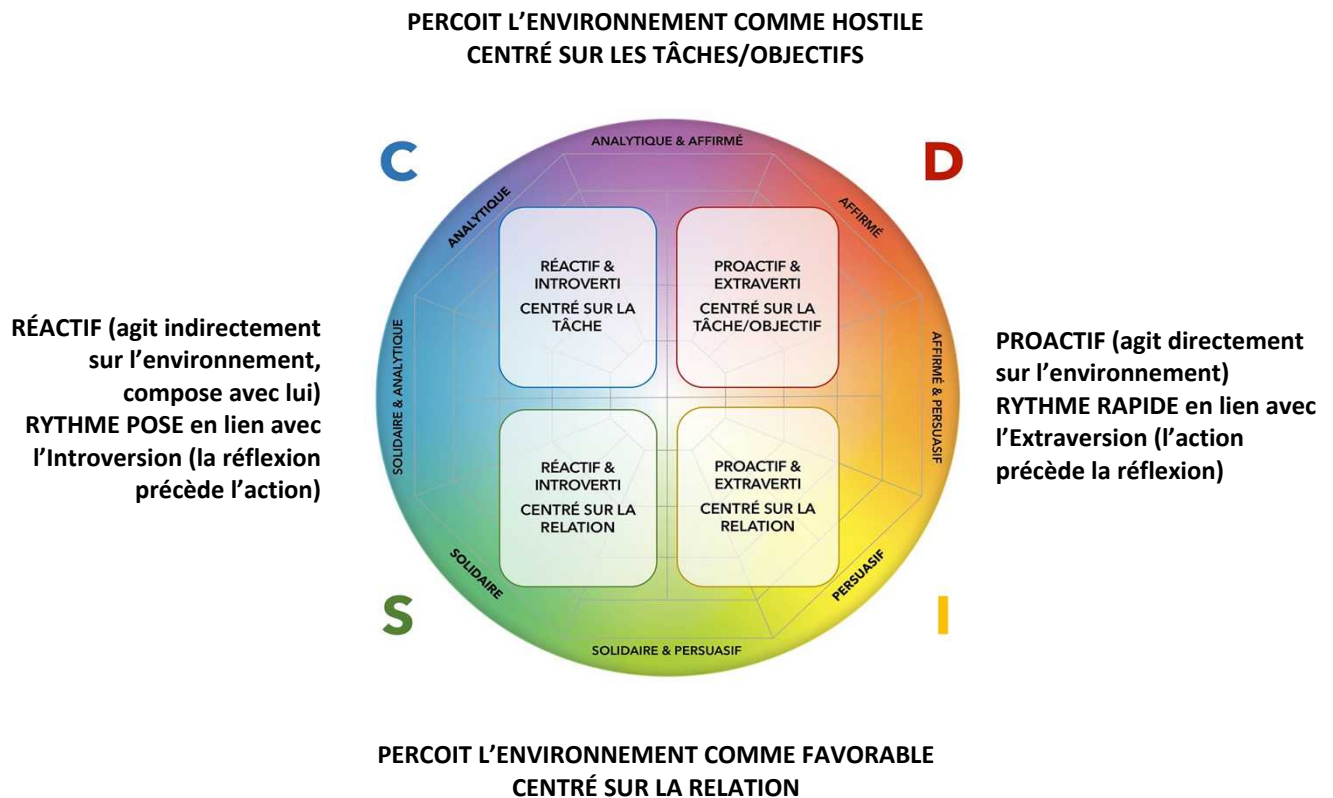 PERCOIT L’ENVIRONNEMENT COMME HOSTILE
CENTRÉ SUR LES TÂCHES/OBJECTIFS
C
D
ANALYTIQUE & AFFIRMÉ
ANALYTIQUE
AFFIRMÉ
RÉACTIF &
INTROVERTI
CENTRÉ SUR LA
TÂCHE
PROACTIF &
EXTRAVERTI
CENTRÉ SUR LA
TÂCHE/OBJECTIF
RÉACTIF (agit indirectement
sur l’environnement,
compose avec lui)
RYTHME POSE en lien avec
l’Introversion (la réflexion
précède l’action)
SOLIDAIRE & ANALYTIQUE
AFFIRMÉ & PERSUASIF
PROACTIF (agit directement
sur l’environnement)
RYTHME RAPIDE en lien avec
l’Extraversion (l’action
précède la réflexion)
RÉACTIF &
INTROVERTI
CENTRÉ SUR LA
RELATION
PROACTIF &
EXTRAVERTI
CENTRÉ SUR LA
RELATION
SOLIDAIRE
PERSUASIF
S
I
SOLIDAIRE & PERSUASIF
PERCOIT L’ENVIRONNEMENT COMME FAVORABLE
CENTRÉ SUR LA RELATION